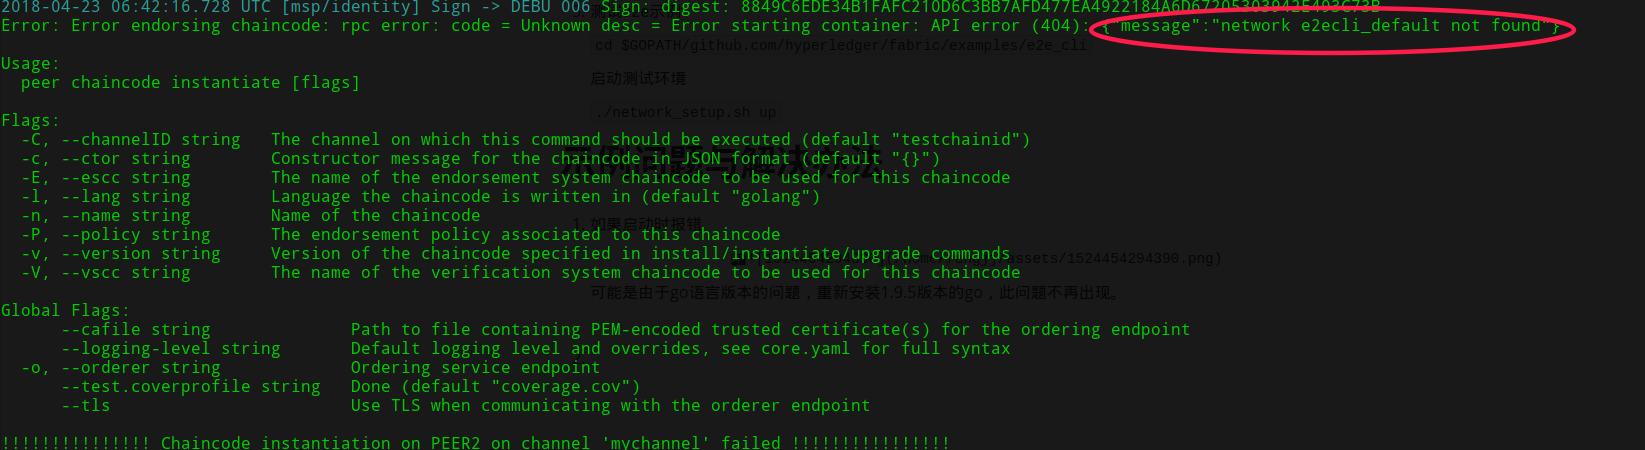 2018-04-23 06:42:16.728 UTC [msp/identity] Sign -> DEBU 006 Sign: digest: 8849C6EDE34B1FAFC210D6C3BB7AFD477EA4922184A6D67205303942E493C73B
Error: Error endorsing chaincode: rpc error: code = Unknown desc = Error starting container: API error (404): {"message":"network e2ecli_default not found"}
cd $GOPATH/github.com/hyperledger/fabric/examples/e2e_cli
Usage:
peer chaincode instantiate [flags]
启动测试环境
./network_setup.sh up
Flags:
-C, --channelID string The channel on which this command should be executed (default "testchainid")
-c, --ctor string Constructor message for the chaincode in JSON format (default "{}")
示例问题与解决办法
-E, --escc string The name of the endorsement system chaincode to be used for this chaincode
-l, --lang string Language the chaincode is written in (default "golang")
-n, --name string Name of the chaincode
1. 如果启动时报错
-P, --policy string The endorsement policy associated to this chaincode
-v, --version string Version of the chaincode specified in install/instantiate/upgrade commands
assets/1524454294390.png)
-V, --vscc string The name of the verification system chaincode to be used for this chaincode
可能是由于go语言版本的问题，重新安装1.9.5版本的go，此问题不再出现。
Global Flags:
--cafile string Path to file containing PEM-encoded trusted certificate(s) for the ordering endpoint
--logging-level string Default logging level and overrides, see core.yaml for full syntax
-o, --orderer string Ordering service endpoint
--test.coverprofile string Done (default "coverage.cov")
--tls Use TLS when communicating with the orderer endpoint
!!!!!!!!!!!!!!! Chaincode instantiation on PEER2 on channel 'mychannel' failed !!!!!!!!!!!!!!!!